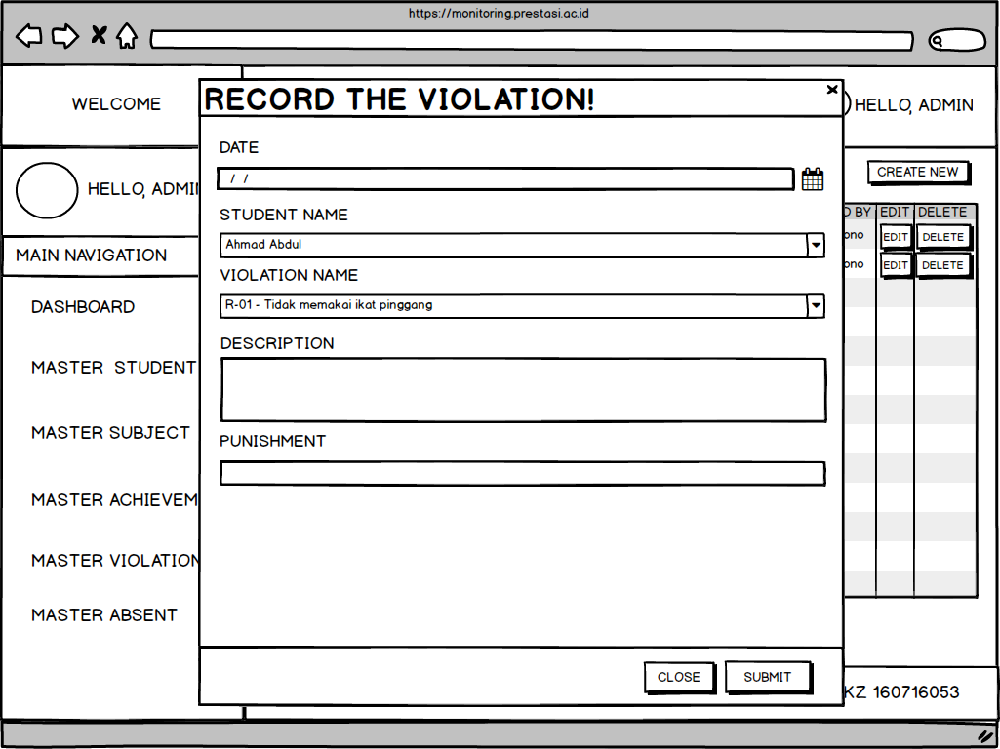 https://monitoring.prestasi.ac.id
WELCOME
HELLO, ADMIN
RECORD THE VIOLATION!
HELLO, ADMIN
MAIN NAVIGATION
DASHBOARD
MASTER STUDENT
MASTER SUBJECT
MASTER ACHIEVEM
MASTER VIOLATION
MASTER ABSENT
DATE
/ /
STUDENT NAME
Ahmad Abdul
VIOLATION NAME
R-01 - Tidak memakai ikat pinggang
DESCRIPTION
PUNISHMENT
CLOSE SUBMIT
CREATE NEW
D BY EDIT DELETE
ono EDIT DELETE
ono EDIT DELETE
KZ 160716053